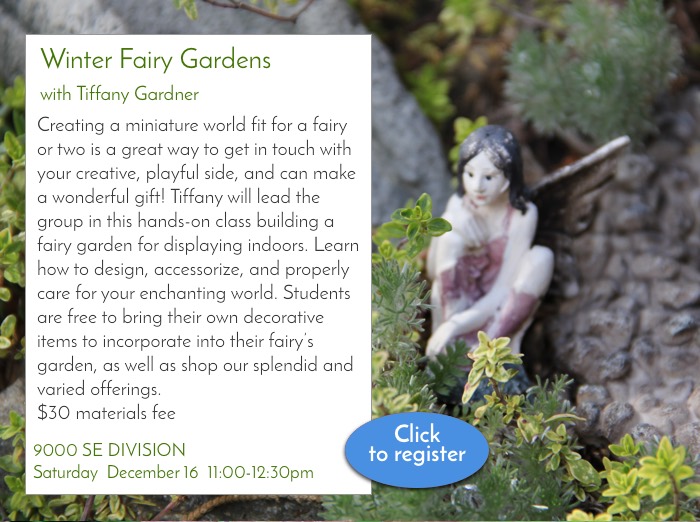 Winter Fairy Gardens
with Tiffany Gardner
Creating a miniature world fit for a fairy
or two is a great way to get in touch with
your creative, playful side, and can make
a wonderful gift! Tiffany will lead the
group in this hands-on class building a
fairy garden for displaying indoors. Learn
how to design, accessorize, and properly
care for your enchanting world. Students
are free to bring their own decorative
items to incorporate into their fairy's
garden, as well as shop our splendid and
varied offerings.
$30 materials fee
9000 SE DIVISION
Saturday December 16 11:00-12:30pm
Click
to register